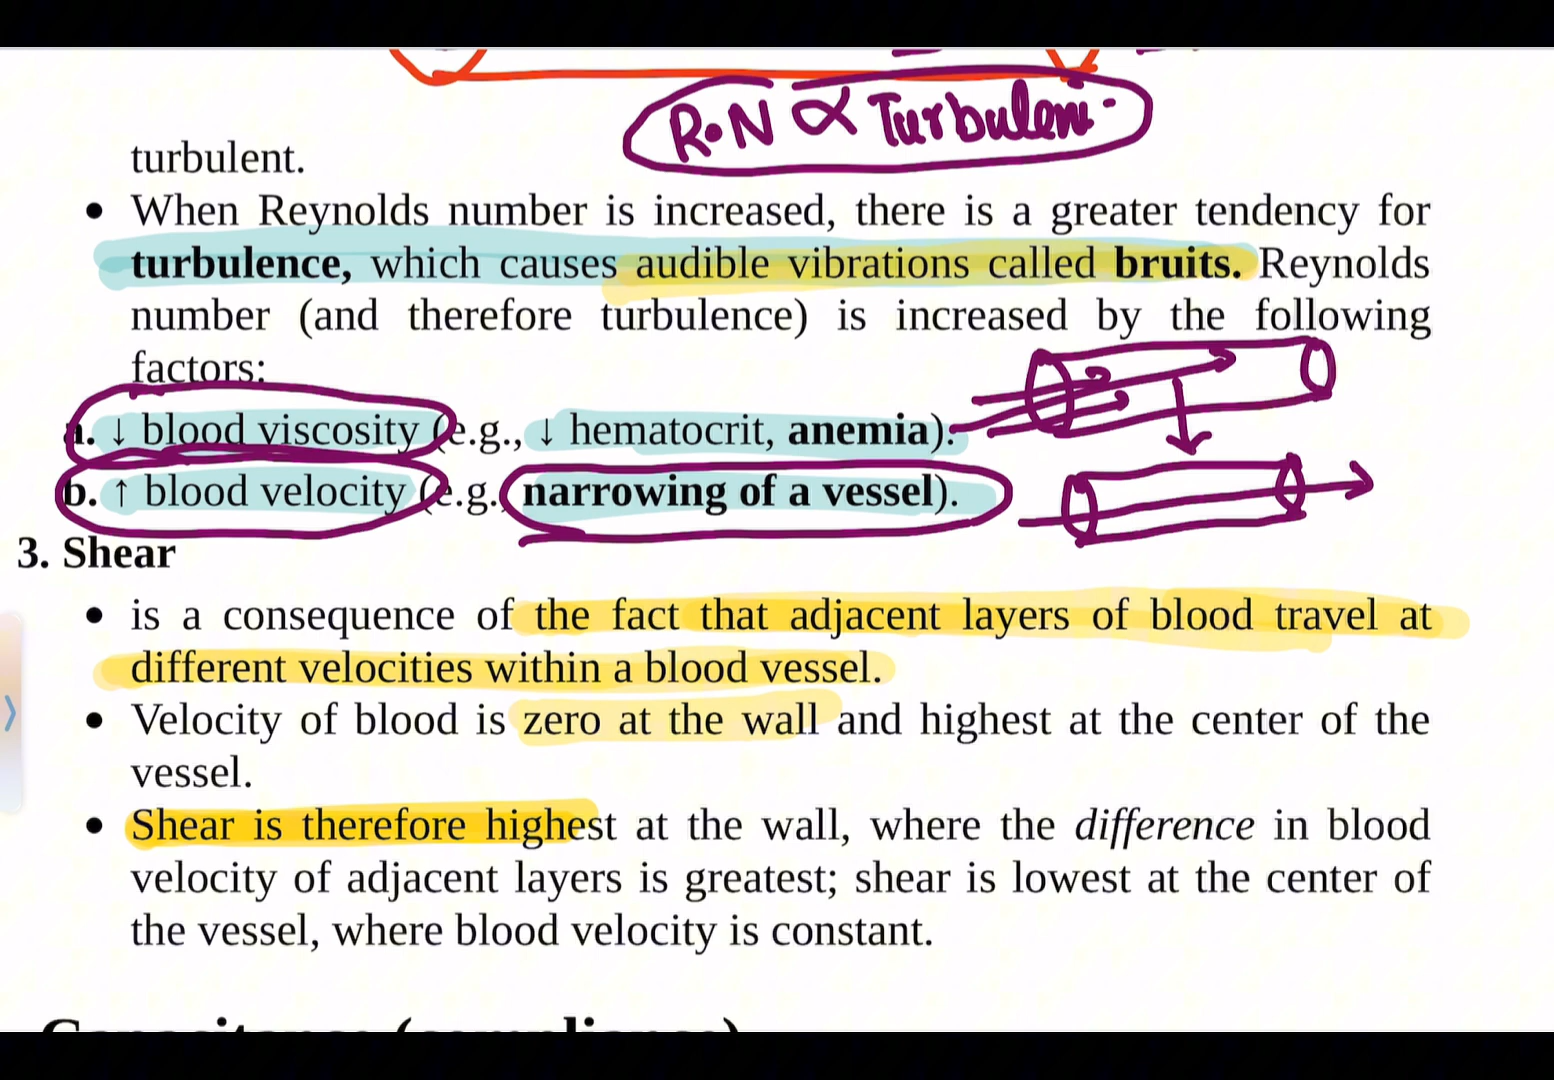 R.N ∝ Turbulent.
turbulent.
• When Reynolds number is increased, there is a greater tendency for
turbulence, which causes audible vibrations called bruits. Reynolds
number (and therefore turbulence) is increased by the following
factors:
a. ↓ blood viscosity (e.g., ↓ hematocrit, anemia).
b. ↑ blood velocity (e.g. narrowing of a vessel).
3. Shear
• is a consequence of the fact that adjacent layers of blood travel at
different velocities within a blood vessel.
• Velocity of blood is zero at the wall and highest at the center of the
vessel.
• Shear is therefore highest at the wall, where the difference in blood
velocity of adjacent layers is greatest; shear is lowest at the center of
the vessel, where blood velocity is constant.
Capacitance (compliance)